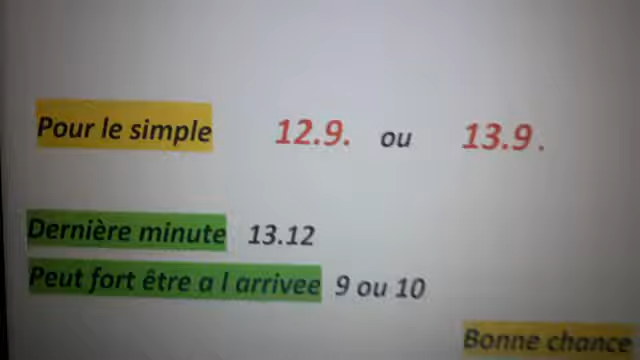 Pour le simple 12.9. ou 13.9.
Dernière minute 13.12
Peut fort être a l arrivee 9 ou 10
Bonne chance